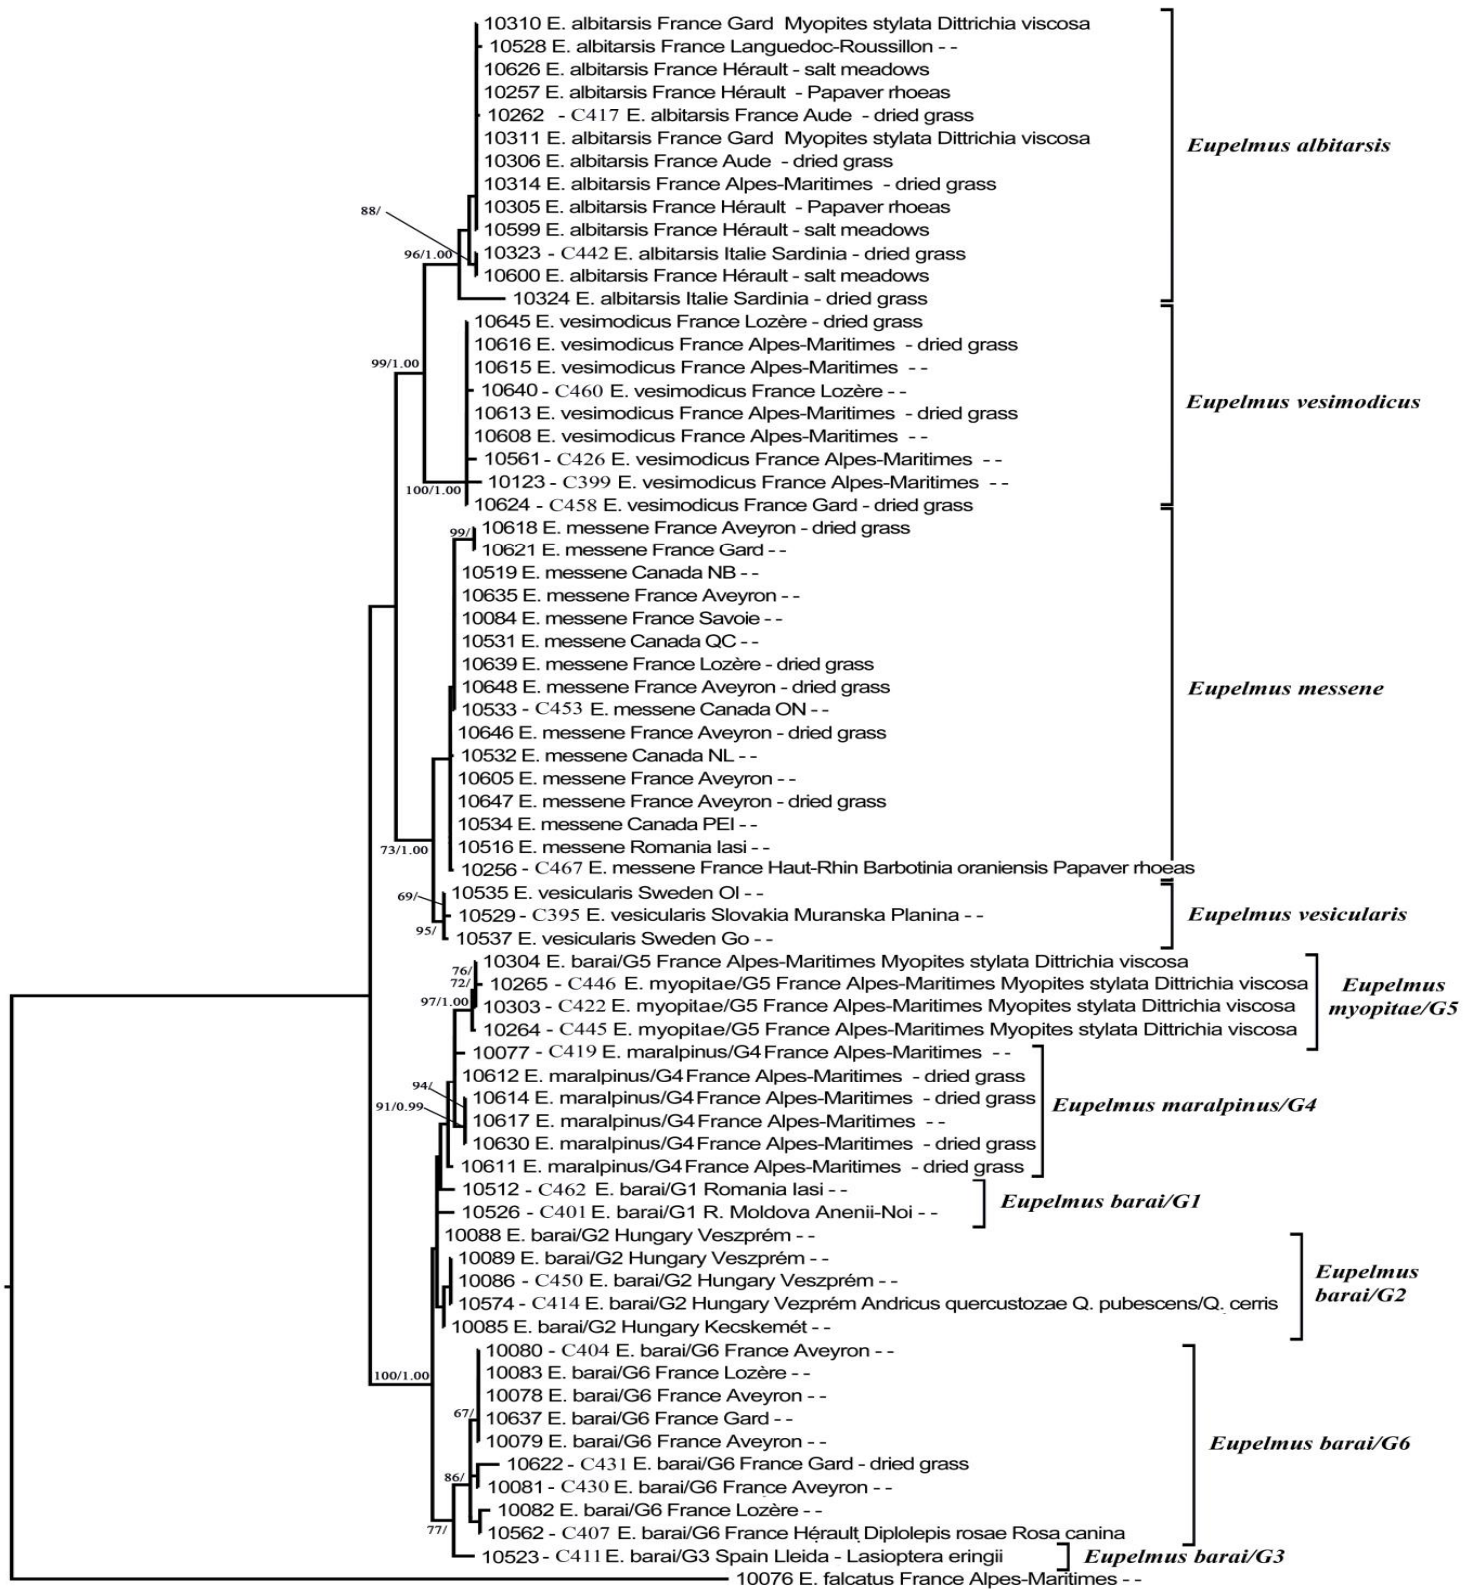 10310 E. albitarsis France Gard Myopites stylata Dittrichia viscosa
10528 E. albitarsis France Languedoc-Roussillon - -
10626 E. albitarsis France Hérault - salt meadows
10257 E. albitarsis France Hérault - Papaver rhoeas
10262 - C417 E. albitarsis France Aude - dried grass
10311 E. albitarsis France Gard Myopites stylata Dittrichia viscosa
Eupelmus albitarsis
10306 E. albitarsis France Aude - dried grass
10314 E. albitarsis France Alpes-Maritimes - dried grass
10305 E. albitarsis France Hérault - Papaver rhoeas
88/
10599 E. albitarsis France Hérault - salt meadows
96/1.00
10323 - C442 E. albitarsis Italie Sardinia - dried grass
10600 E. albitarsis France Hérault - salt meadows
10324 E. albitarsis Italie Sardinia - dried grass
10645 E. vesimodicus France Lozère - dried grass
10616 E. vesimodicus France Alpes-Maritimes - dried grass
99/1.00
10615 E. vesimodicus France Alpes-Maritimes - -
10640 - C460 E. vesimodicus France Lozère - -
Eupelmus vesimodicus
10613 E. vesimodicus France Alpes-Maritimes - dried grass
10608 E. vesimodicus France Alpes-Maritimes - -
10561 - C426 E. vesimodicus France Alpes-Maritimes - -
10123 - C399 E. vesimodicus France Alpes-Maritimes - -
100/1.00
10624 - C458 E. vesimodicus France Gard - dried grass
10618 E. messene France Aveyron - dried grass
99/
10621 E. messene France Gard - -
10519 E. messene Canada NB - -
10635 E. messene France Aveyron - -
10084 E. messene France Savoie - -
10531 E. messene Canada QC - -
10639 E. messene France Lozère - dried grass
10648 E. messene France Aveyron - dried grass
Eupelmus messene
10533 - C453 E. messene Canada ON - -
10646 E. messene France Aveyron - dried grass
10532 E. messene Canada NL - -
10605 E. messene France Aveyron - -
10647 E. messene France Aveyron - dried grass
10534 E. messene Canada PEI - -
10516 E. messene Romania Iasi - -
73/1.00
10256 - C467 E. messene France Haut-Rhin Barbotinia oraniensis Papaver rhoeas
10535 E. vesicularis Sweden Ol - -
69/
10529 - C395 E. vesicularis Slovakia Muranska Planina - -
Eupelmus vesicularis
95/
10537 E. vesicularis Sweden Go - -
10304 E. barai/G5 France Alpes-Maritimes Myopites stylata Dittrichia viscosa
76/
72/
10265 - C446 E. myopitae/G5 France Alpes-Maritimes Myopites stylata Dittrichia viscosa
Eupelmus
myopitae/G5
97/1.00
10303 - C422 E. myopitae/G5 France Alpes-Maritimes Myopites stylata Dittrichia viscosa
10264 - C445 E. myopitae/G5 France Alpes-Maritimes Myopites stylata Dittrichia viscosa
10077 - C419 E. maralpinus/G4 France Alpes-Maritimes - -
10612 E. maralpinus/G4 France Alpes-Maritimes - dried grass
94/
10614 E. maralpinus/G4 France Alpes-Maritimes - dried grass
91/0.99
Eupelmus maralpinus/G4
10617 E. maralpinus/G4 France Alpes-Maritimes - -
10630 E. maralpinus/G4 France Alpes-Maritimes - dried grass
10611 E. maralpinus/G4 France Alpes-Maritimes - dried grass
10512 - C462 E. barai/G1 Romania Iasi - -
Eupelmus barai/G1
10526 - C401 E. barai/G1 R. Moldova Anenii-Noi - -
10088 E. barai/G2 Hungary Veszprém - -
10089 E. barai/G2 Hungary Veszprém - -
10086 - C450 E. barai/G2 Hungary Veszprém - -
Eupelmus
barai/G2
10574 - C414 E. barai/G2 Hungary Vezprém Andricus quercustozae Q. pubescens/Q. cerris
10085 E. barai/G2 Hungary Kecskemét - -
10080 - C404 E. barai/G6 France Aveyron - -
10083 E. barai/G6 France Lozère - -
100/1.00
10078 E. barai/G6 France Aveyron - -
67/
10637 E. barai/G6 France Gard - -
10079 E. barai/G6 France Aveyron - -
Eupelmus barai/G6
10622 - C431 E. barai/G6 France Gard - dried grass
86/
10081 - C430 E. barai/G6 France Aveyron - -
10082 E. barai/G6 France Lozère - -
77/
10562 - C407 E. barai/G6 France Hérault Diplolepis rosae Rosa canina
10523 - C411 E. barai/G3 Spain Lleida - Lasioptera eringii
Eupelmus barai/G3
10076 E. falcatus France Alpes-Maritimes - -